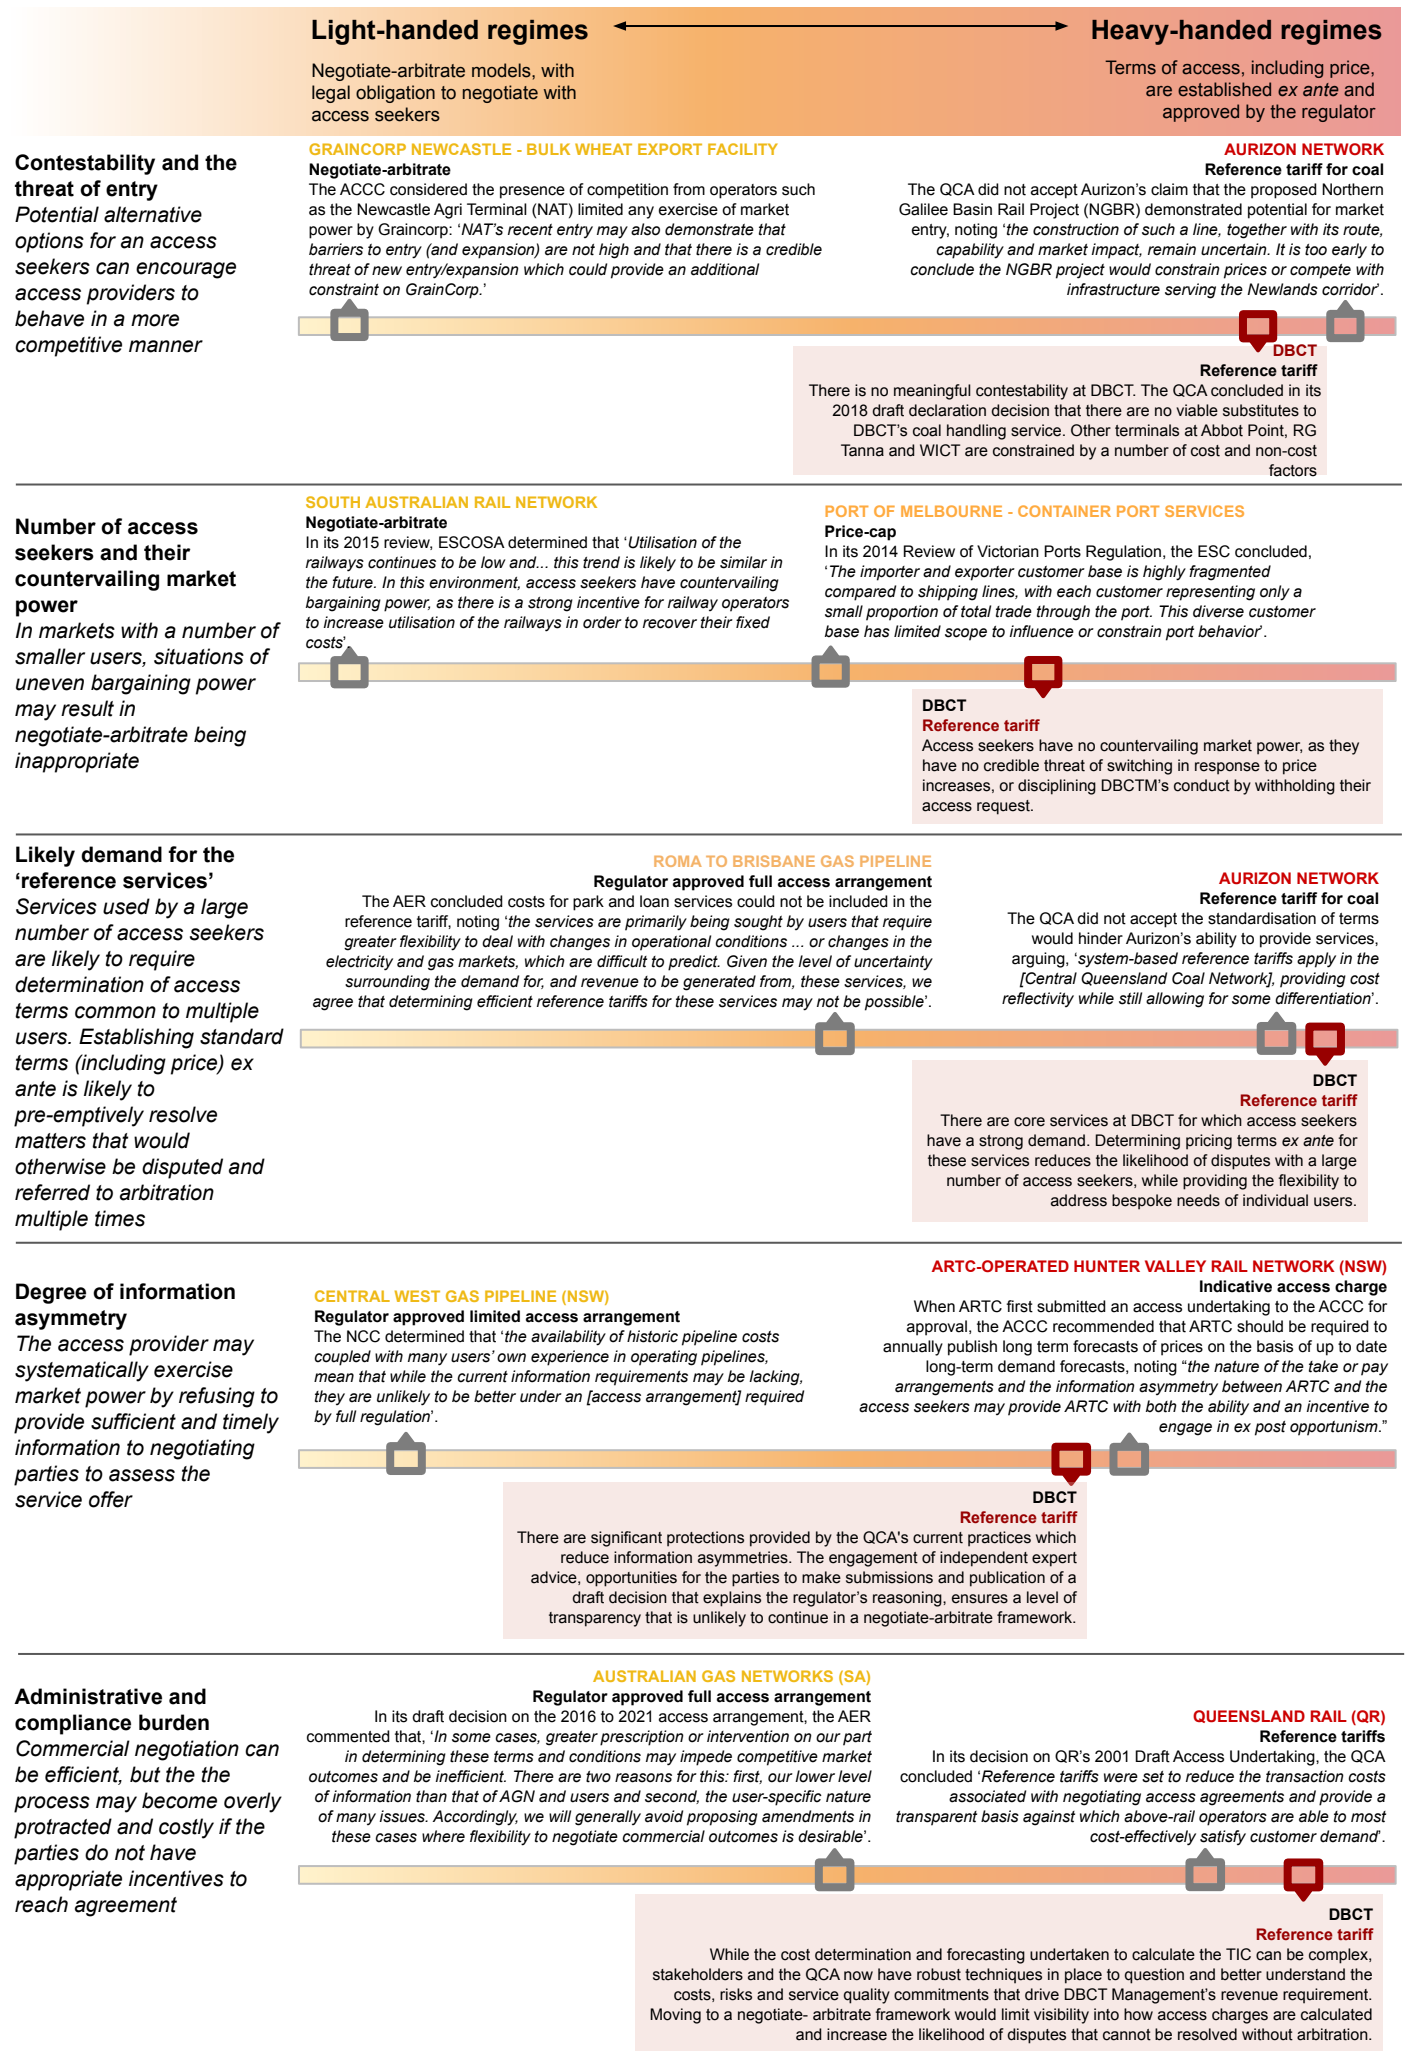 Light-handed regimes
Negotiate-arbitrate models, with
legal obligation to negotiate with
access seekers
Heavy-handed regimes
Terms of access, including price,
are established ex ante and
approved by the regulator
Contestability and the
threat of entry
Potential alternative
options for an access
seekers can encourage
access providers to
behave in a more
competitive manner
GRAINCORP NEWCASTLE - BULK WHEAT EXPORT FACILITY
Negotiate-arbitrate
The ACCC considered the presence of competition from operators such
as the Newcastle Agri Terminal (NAT) limited any exercise of market
power by Graincorp: ‘NAT’s recent entry may also demonstrate that
barriers to entry (and expansion) are not high and that there is a credible
threat of new entry/expansion which could provide an additional
constraint on GrainCorp.’
AURIZON NETWORK
Reference tariff for coal
The QCA did not accept Aurizon’s claim that the proposed Northern
Galilee Basin Rail Project (NGBR) demonstrated potential for market
entry, noting ‘the construction of such a line, together with its route,
capability and market impact, remain uncertain. It is too early to
conclude the NGBR project would constrain prices or compete with
infrastructure serving the Newlands corridor’.
DBCT
Reference tariff
There is no meaningful contestability at DBCT. The QCA concluded in its
2018 draft declaration decision that there are no viable substitutes to
DBCT’s coal handling service. Other terminals at Abbot Point, RG
Tanna and WICT are constrained by a number of cost and non-cost
factors
Number of access
seekers and their
countervailing market
power
In markets with a number of
smaller users, situations of
uneven bargaining power
may result in
negotiate-arbitrate being
inappropriate
SOUTH AUSTRALIAN RAIL NETWORK
Negotiate-arbitrate
In its 2015 review, ESCOSA determined that ‘Utilisation of the
railways continues to be low and... this trend is likely to be similar in
the future. In this environment, access seekers have countervailing
bargaining power, as there is a strong incentive for railway operators
to increase utilisation of the railways in order to recover their fixed
costs’.
PORT OF MELBOURNE - CONTAINER PORT SERVICES
Price-cap
In its 2014 Review of Victorian Ports Regulation, the ESC concluded,
‘The importer and exporter customer base is highly fragmented
compared to shipping lines, with each customer representing only a
small proportion of total trade through the port. This diverse customer
base has limited scope to influence or constrain port behavior’.
DBCT
Reference tariff
Access seekers have no countervailing market power, as they
have no credible threat of switching in response to price
increases, or disciplining DBCTM’s conduct by withholding their
access request.
Likely demand for the
‘reference services’
Services used by a large
number of access seekers
are likely to require
determination of access
terms common to multiple
users. Establishing standard
terms (including price) ex
ante is likely to
pre-emptively resolve
matters that would
otherwise be disputed and
referred to arbitration
multiple times
ROMA TO BRISBANE GAS PIPELINE
Regulator approved full access arrangement
The AER concluded costs for park and loan services could not be included in the
reference tariff, noting ‘the services are primarily being sought by users that require
greater flexibility to deal with changes in operational conditions ... or changes in the
electricity and gas markets, which are difficult to predict. Given the level of uncertainty
surrounding the demand for, and revenue to be generated from, these services, we
agree that determining efficient reference tariffs for these services may not be possible’.
AURIZON NETWORK
Reference tariff for coal
The QCA did not accept the standardisation of terms
would hinder Aurizon’s ability to provide services,
arguing, ‘system-based reference tariffs apply in the
[Central Queensland Coal Network], providing cost
reflectivity while still allowing for some differentiation’.
DBCT
Reference tariff
There are core services at DBCT for which access seekers
have a strong demand. Determining pricing terms ex ante for
these services reduces the likelihood of disputes with a large
number of access seekers, while providing the flexibility to
address bespoke needs of individual users.
Degree of information
asymmetry
The access provider may
systematically exercise
market power by refusing to
provide sufficient and timely
information to negotiating
parties to assess the
service offer
CENTRAL WEST GAS PIPELINE (NSW)
Regulator approved limited access arrangement
The NCC determined that ‘the availability of historic pipeline costs
coupled with many users’ own experience in operating pipelines,
mean that while the current information requirements may be lacking,
they are unlikely to be better under an [access arrangement] required
by full regulation’.
ARTC-OPERATED HUNTER VALLEY RAIL NETWORK (NSW)
Indicative access charge
When ARTC first submitted an access undertaking to the ACCC for
approval, the ACCC recommended that ARTC should be required to
annually publish long term forecasts of prices on the basis of up to date
long-term demand forecasts, noting “the nature of the take or pay
arrangements and the information asymmetry between ARTC and the
access seekers may provide ARTC with both the ability and an incentive to
engage in ex post opportunism.”
DBCT
Reference tariff
There are significant protections provided by the QCA's current practices which
reduce information asymmetries. The engagement of independent expert
advice, opportunities for the parties to make submissions and publication of a
draft decision that explains the regulator’s reasoning, ensures a level of
transparency that is unlikely to continue in a negotiate-arbitrate framework.
Administrative and
compliance burden
Commercial negotiation can
be efficient, but the the
process may become overly
protracted and costly if the
parties do not have
appropriate incentives to
reach agreement
AUSTRALIAN GAS NETWORKS (SA)
Regulator approved full access arrangement
In its draft decision on the 2016 to 2021 access arrangement, the AER
commented that, ‘In some cases, greater prescription or intervention on our part
in determining these terms and conditions may impede competitive market
outcomes and be inefficient. There are two reasons for this: first, our lower level
of information than that of AGN and users and second, the user-specific nature
of many issues. Accordingly, we will generally avoid proposing amendments in
these cases where flexibility to negotiate commercial outcomes is desirable’.
QUEENSLAND RAIL (QR)
Reference tariffs
In its decision on QR’s 2001 Draft Access Undertaking, the QCA
concluded ‘Reference tariffs were set to reduce the transaction costs
associated with negotiating access agreements and provide a
transparent basis against which above-rail operators are able to most
cost-effectively satisfy customer demand’.
DBCT
Reference tariff
While the cost determination and forecasting undertaken to calculate the TIC can be complex,
stakeholders and the QCA now have robust techniques in place to question and better understand the
costs, risks and service quality commitments that drive DBCT Management’s revenue requirement.
Moving to a negotiate- arbitrate framework would limit visibility into how access charges are calculated
and increase the likelihood of disputes that cannot be resolved without arbitration.